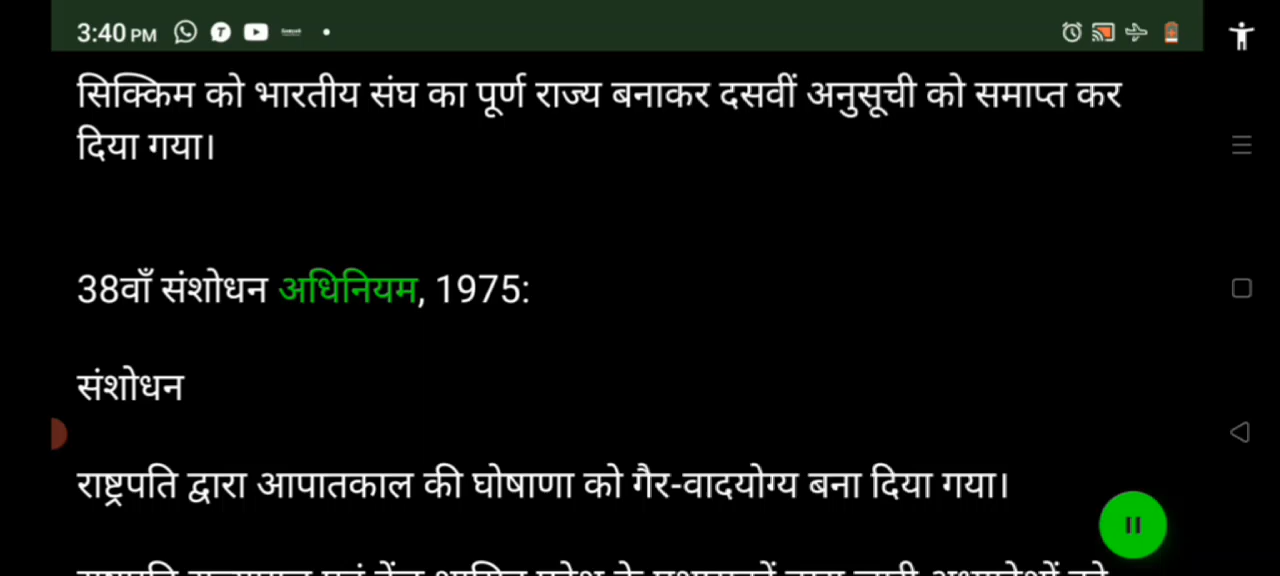 3:40 PM
सिक्किम को भारतीय संघ का पूर्ण राज्य बनाकर दसवीं अनुसूची को समाप्त कर
दिया गया।
38वाँ संशोधन अधिनियम, 1975:
संशोधन
राष्ट्रपति द्वारा आपातकाल की घोषाणा को गैर-वादयोग्य बना दिया गया।